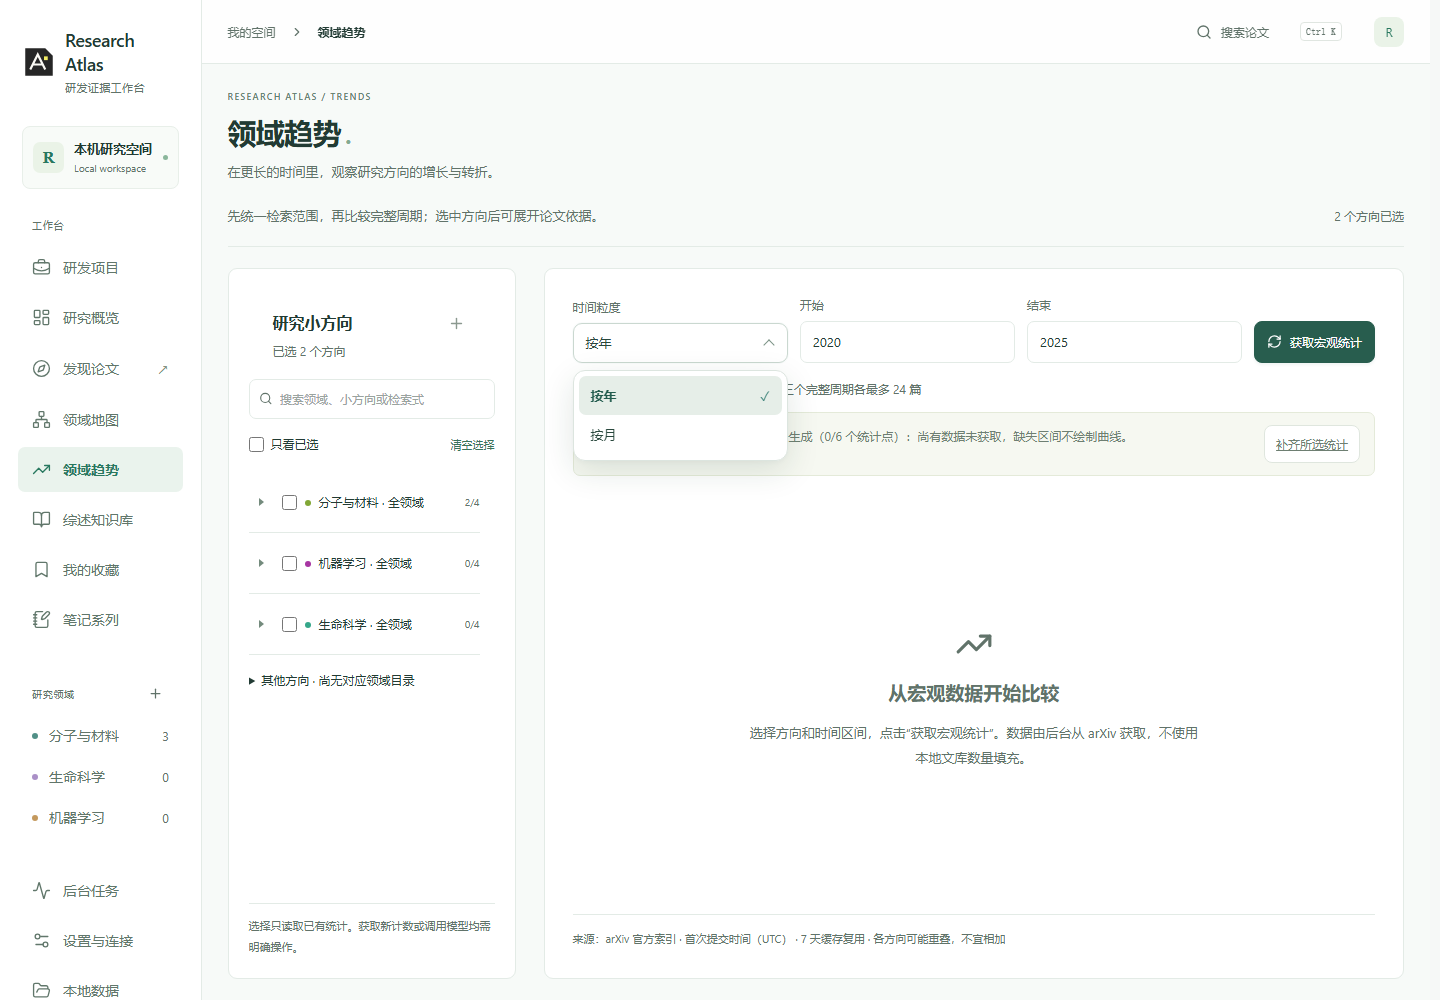 Research
Atlas
研发证据工作台
R
本机研究空间
Local workspace
工作台
研发项目
研究概览
发现论文
领域地图
领域趋势
综述知识库
我的收藏
笔记系列
研究领域
分子与材料 3
生命科学 0
机器学习 0
后台任务
设置与连接
本地数据
我的空间 领域趋势
搜索论文 Ctrl K R
RESEARCH ATLAS / TRENDS
领域趋势.
在更长的时间里，观察研究方向的增长与转折。
先统一检索范围，再比较完整周期；选中方向后可展开论文依据。
2 个方向已选
研究小方向
已选 2 个方向
搜索领域、小方向或检索式
只看已选 清空选择
分子与材料 · 全领域 2/4
机器学习 · 全领域 0/4
生命科学 · 全领域 0/4
其他方向 · 尚无对应领域目录
选择只读取已有统计。获取新计数或调用模型均需
明确操作。
时间粒度 开始 结束
按年 2020 2025 获取宏观统计
按年
按月
三个完整周期各最多 24 篇
生成（0/6 个统计点）：尚有数据未获取，缺失区间不绘制曲线。
补齐所选统计
从宏观数据开始比较
选择方向和时间区间，点击“获取宏观统计”。数据由后台从 arXiv 获取，不使用
本地文库数量填充。
来源：arXiv 官方索引 · 首次提交时间（UTC） · 7 天缓存复用 · 各方向可能重叠，不宜相加